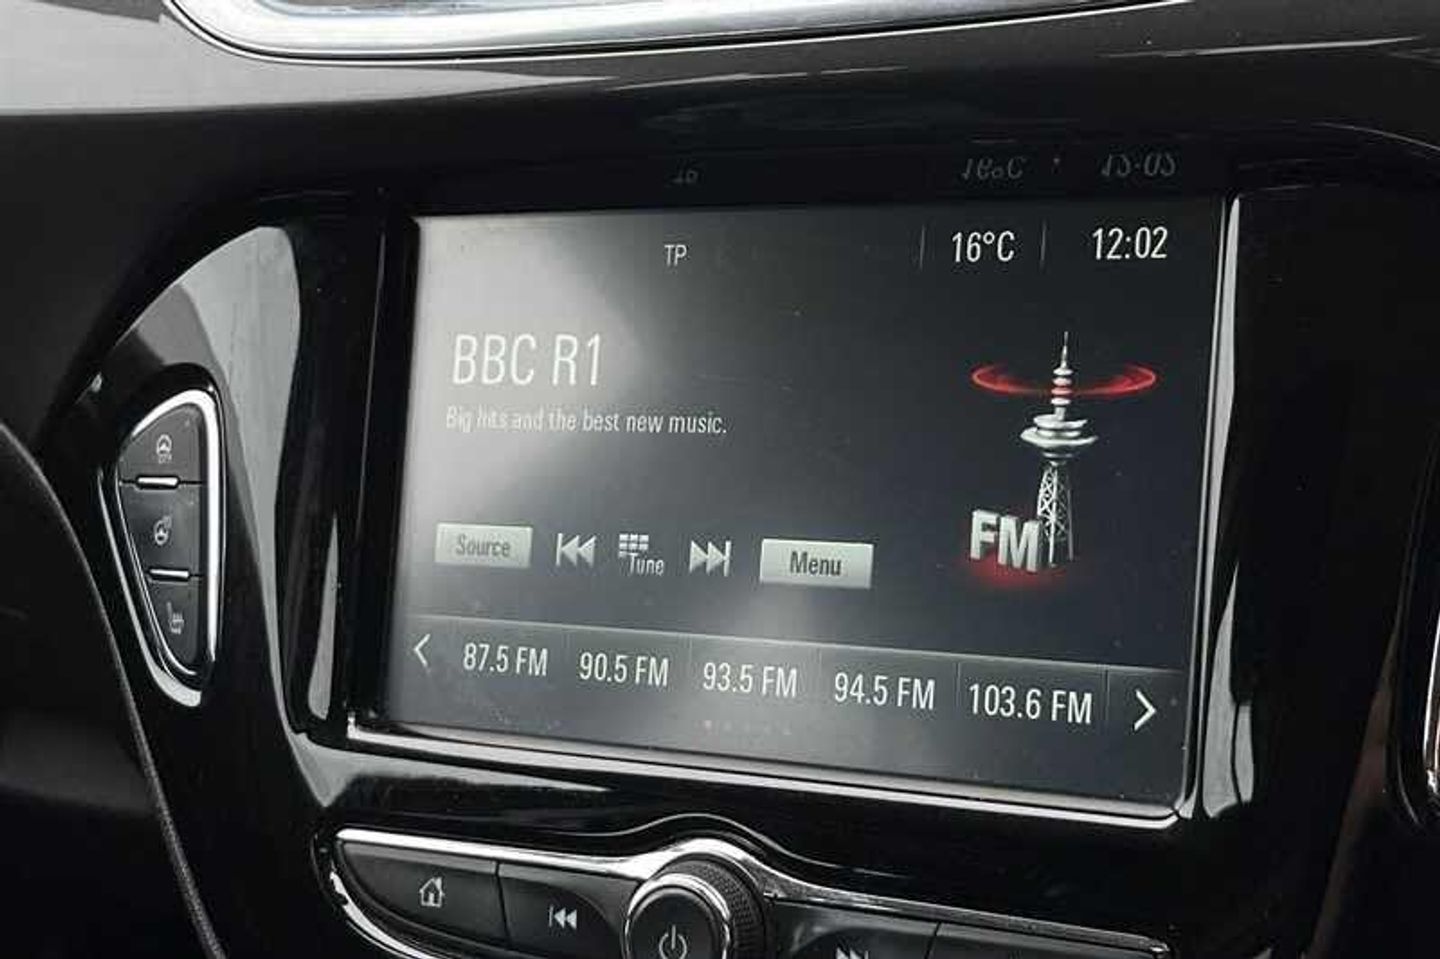 TP
16°C
12:02
BBC R1
Big hits and the best new music.
Source
Tune
Menu
FM
87.5 FM
90.5 FM
93.5 FM
94.5 FM
103.6 FM